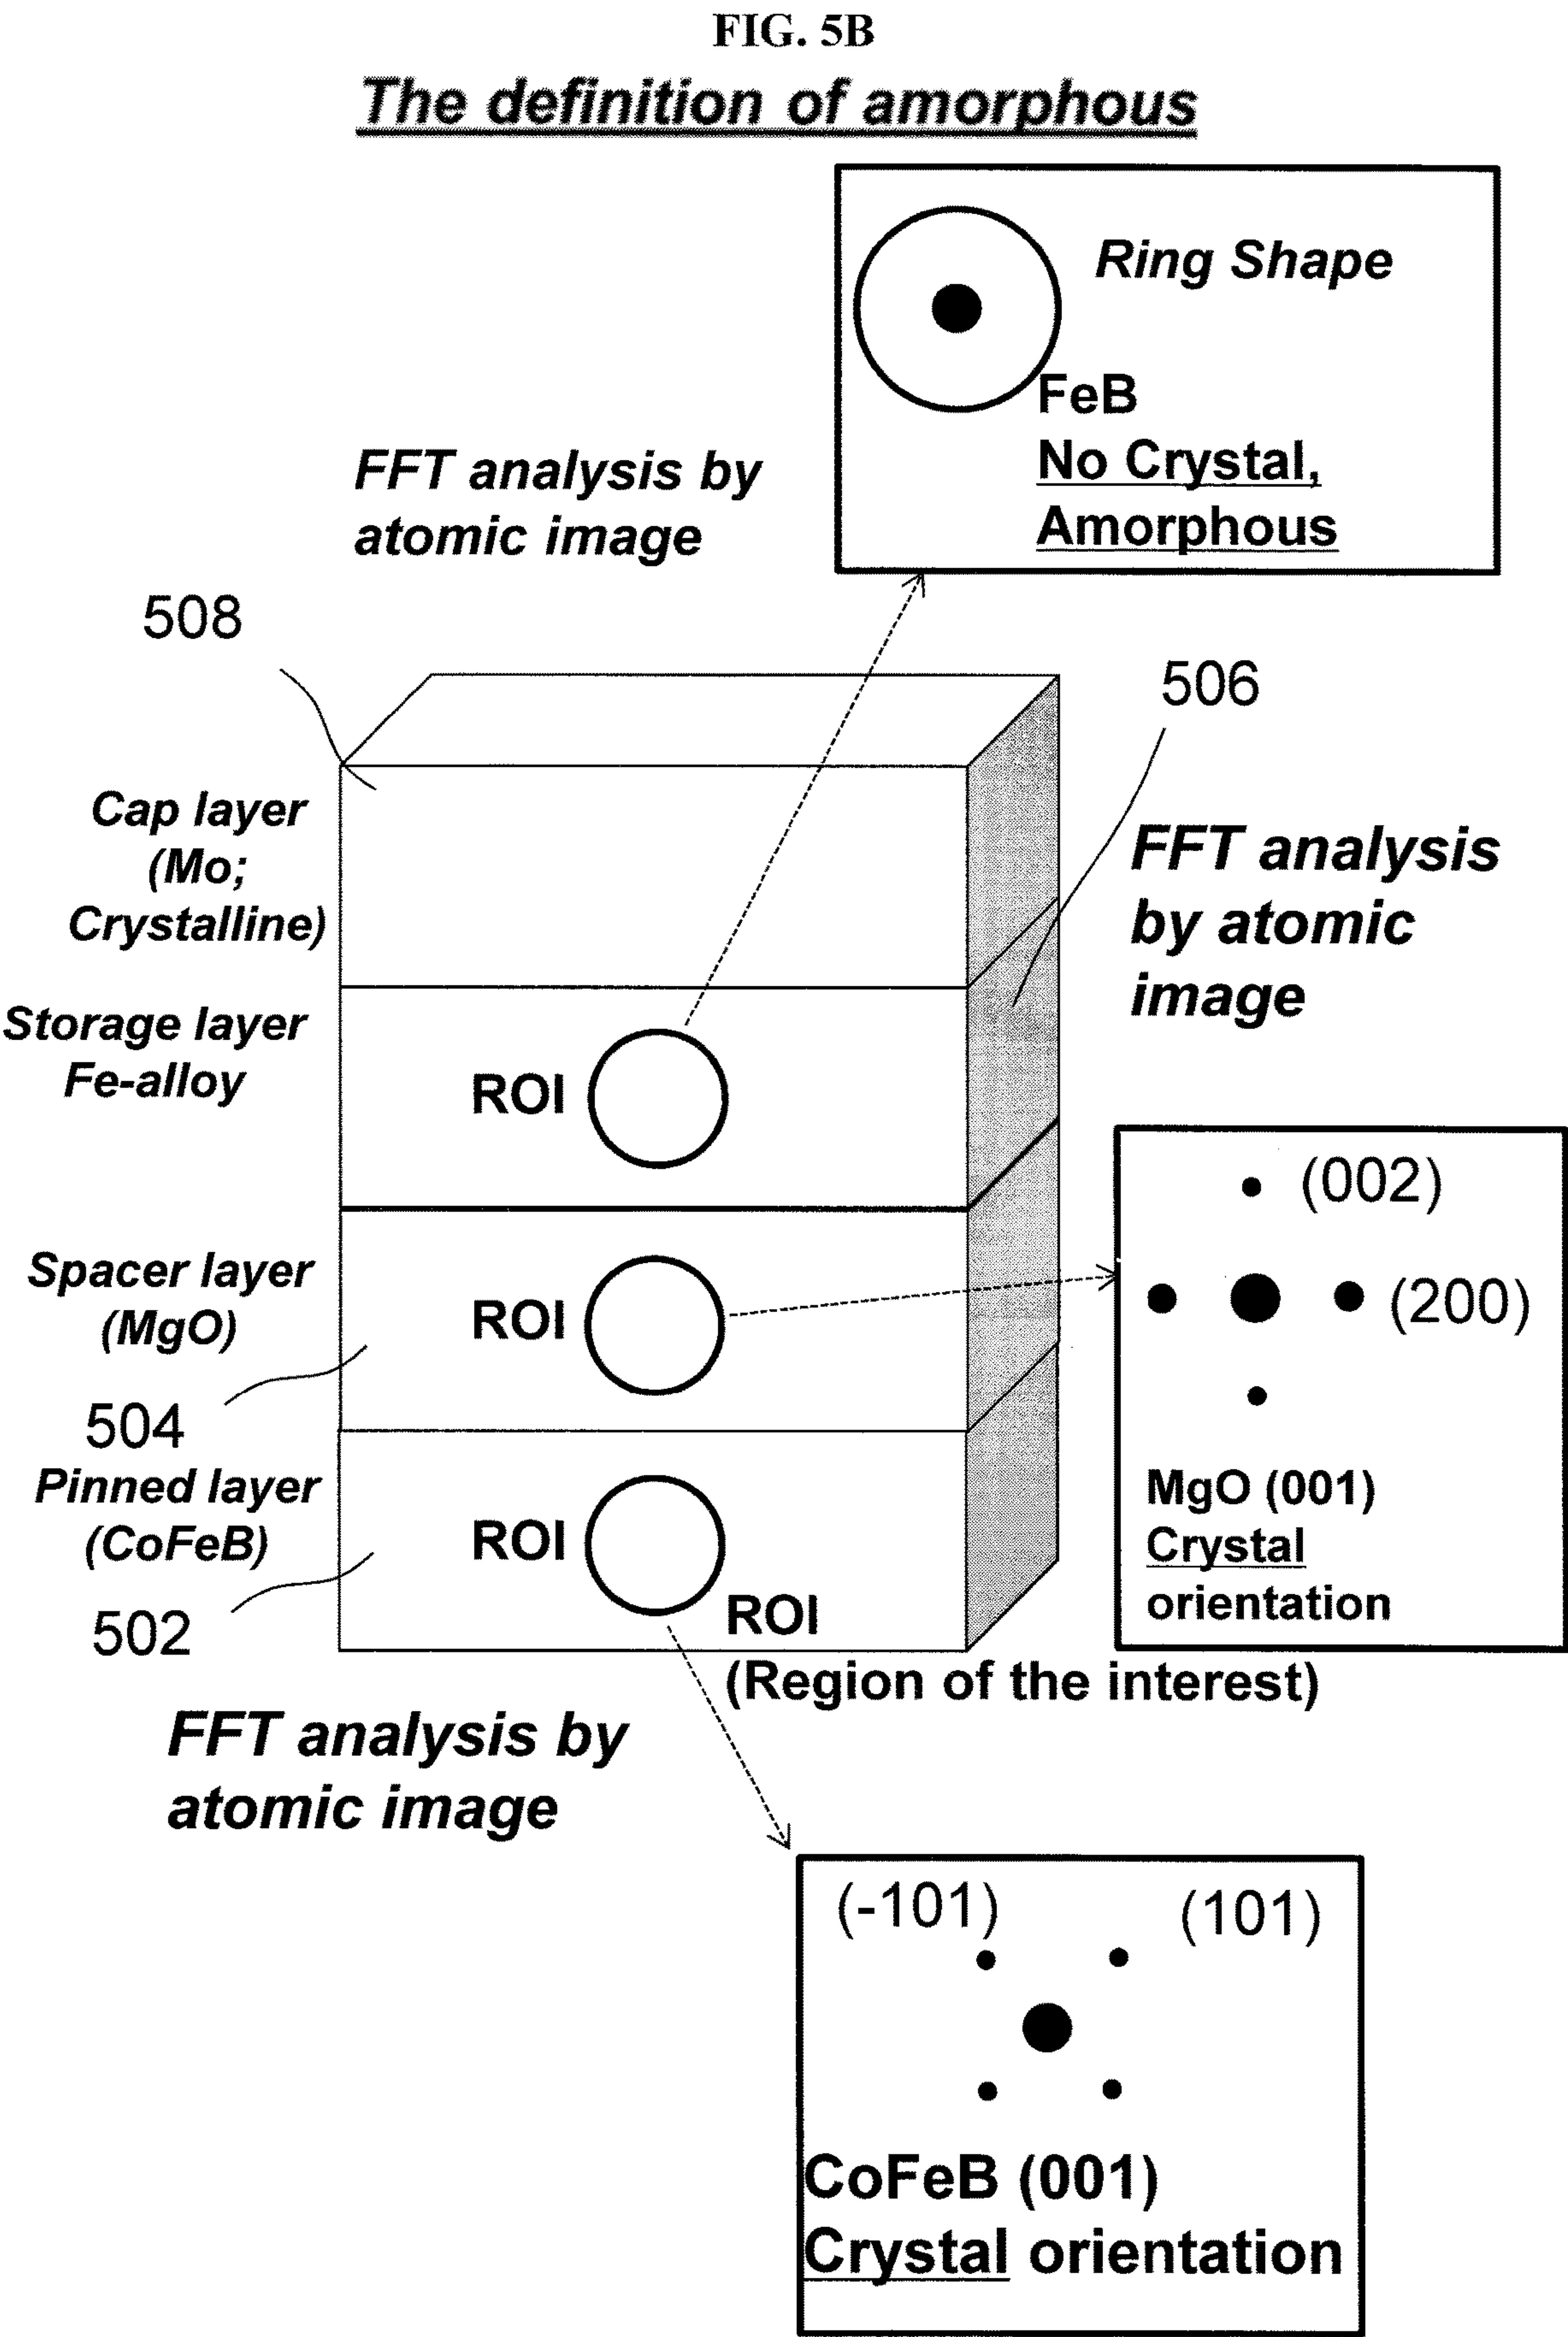 FIG. 5B
The definition of amorphous
Ring Shape
FeB
No Crystal,
Amorphous
FFT analysis by
atomic image
508
506
Cap layer
(Mo;
Crystalline)
FFT analysis
by atomic
image
Storage layer
Fe-alloy
ROI
(002)
(200)
Spacer layer
(MgO)
ROI
504
MgO (001)
Crystal
orientation
Pinned layer
(CoFeB)
ROI
502
ROI
(Region of the interest)
FFT analysis by
atomic image
(-101)
(101)
CoFeB (001)
Crystal orientation